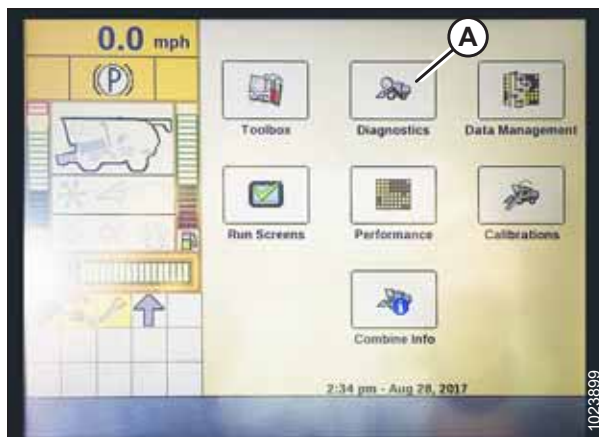 0.0 mph
(P)
A
Toolbox
Diagnostics
Data Management
Run Screens
Performance
Calibrations
Combine Info
2:34 pm - Aug 28, 2017
1023899